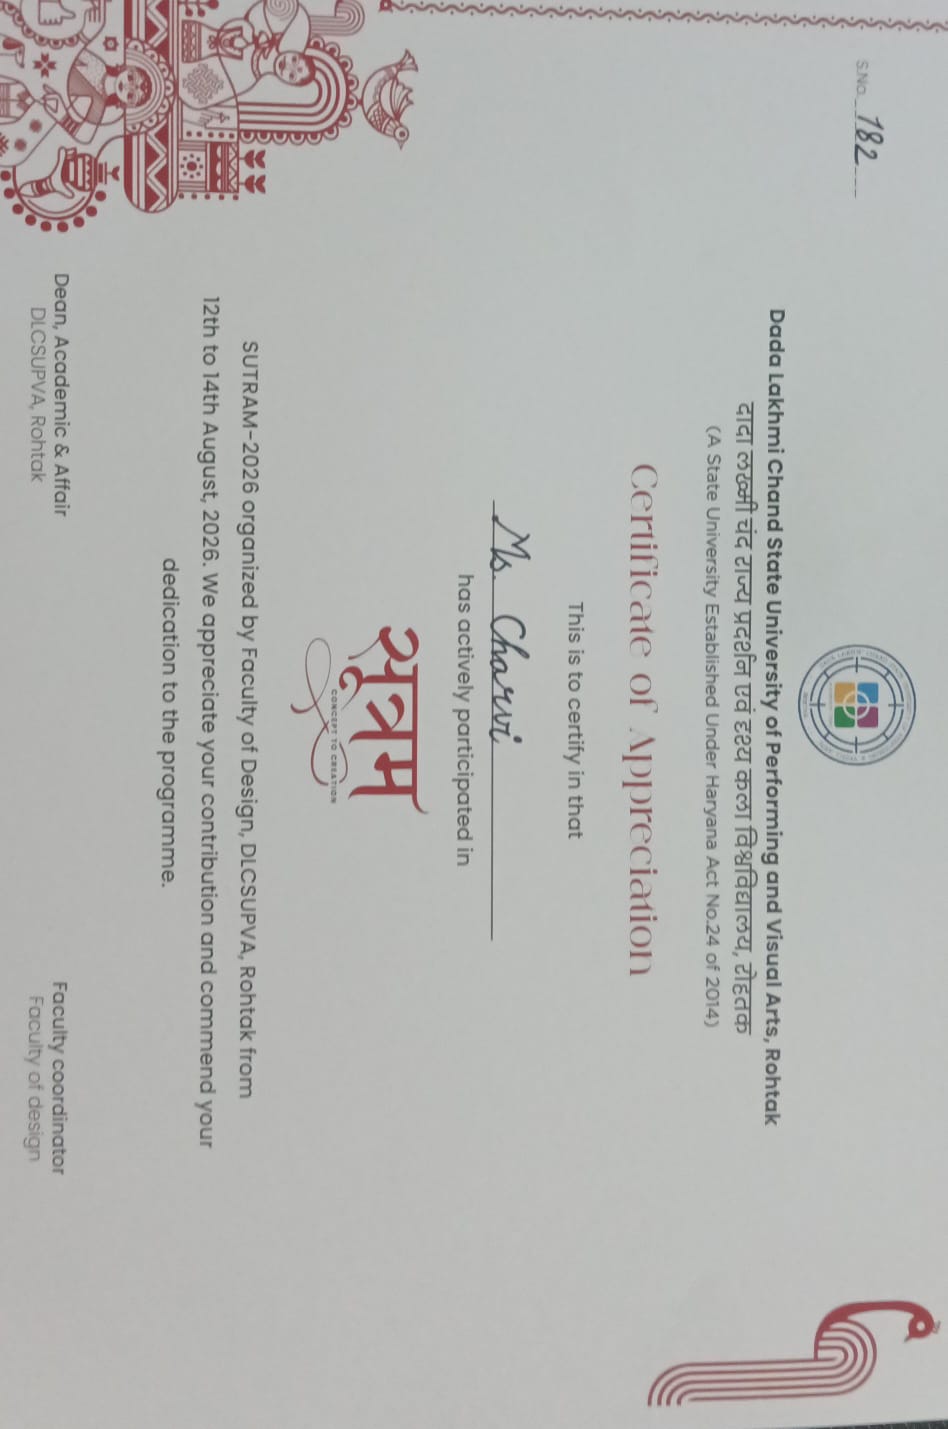 S.No. 182
Dada Lakhmi Chand State University of Performing and Visual Arts, Rohtak
दादा लख्मी चंद राज्य प्रदर्शन एवं दृश्य कला विश्वविद्यालय, रोहतक
(A State University Established Under Haryana Act No.24 of 2014)
Certificate of Appreciation
This is to certify in that
Ms. Charvi
has actively participated in
सूत्रम
CONCEPT TO CREATION
SUTRAM-2026 organized by Faculty of Design, DLCSUPVA, Rohtak from
12th to 14th August, 2026. We appreciate your contribution and commend your
dedication to the programme.
Dean, Academic & Affair
DLCSUPVA, Rohtak
Faculty coordinator
Faculty of design